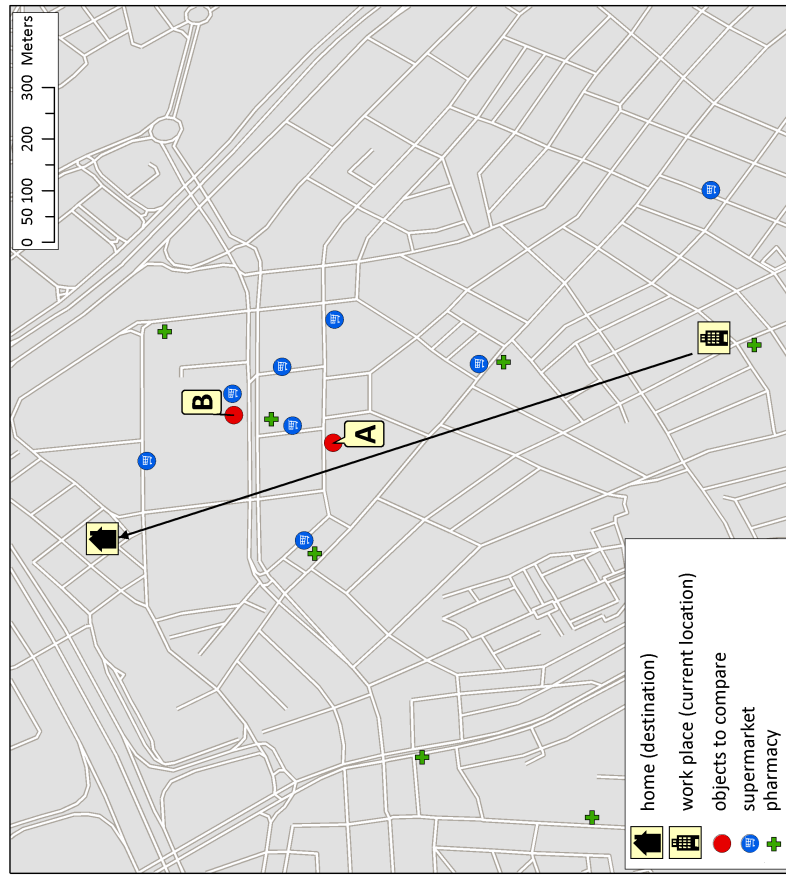 0 50 100 200 300 Meters
B
A
home (destination)
work place (current location)
objects to compare
supermarket
pharmacy